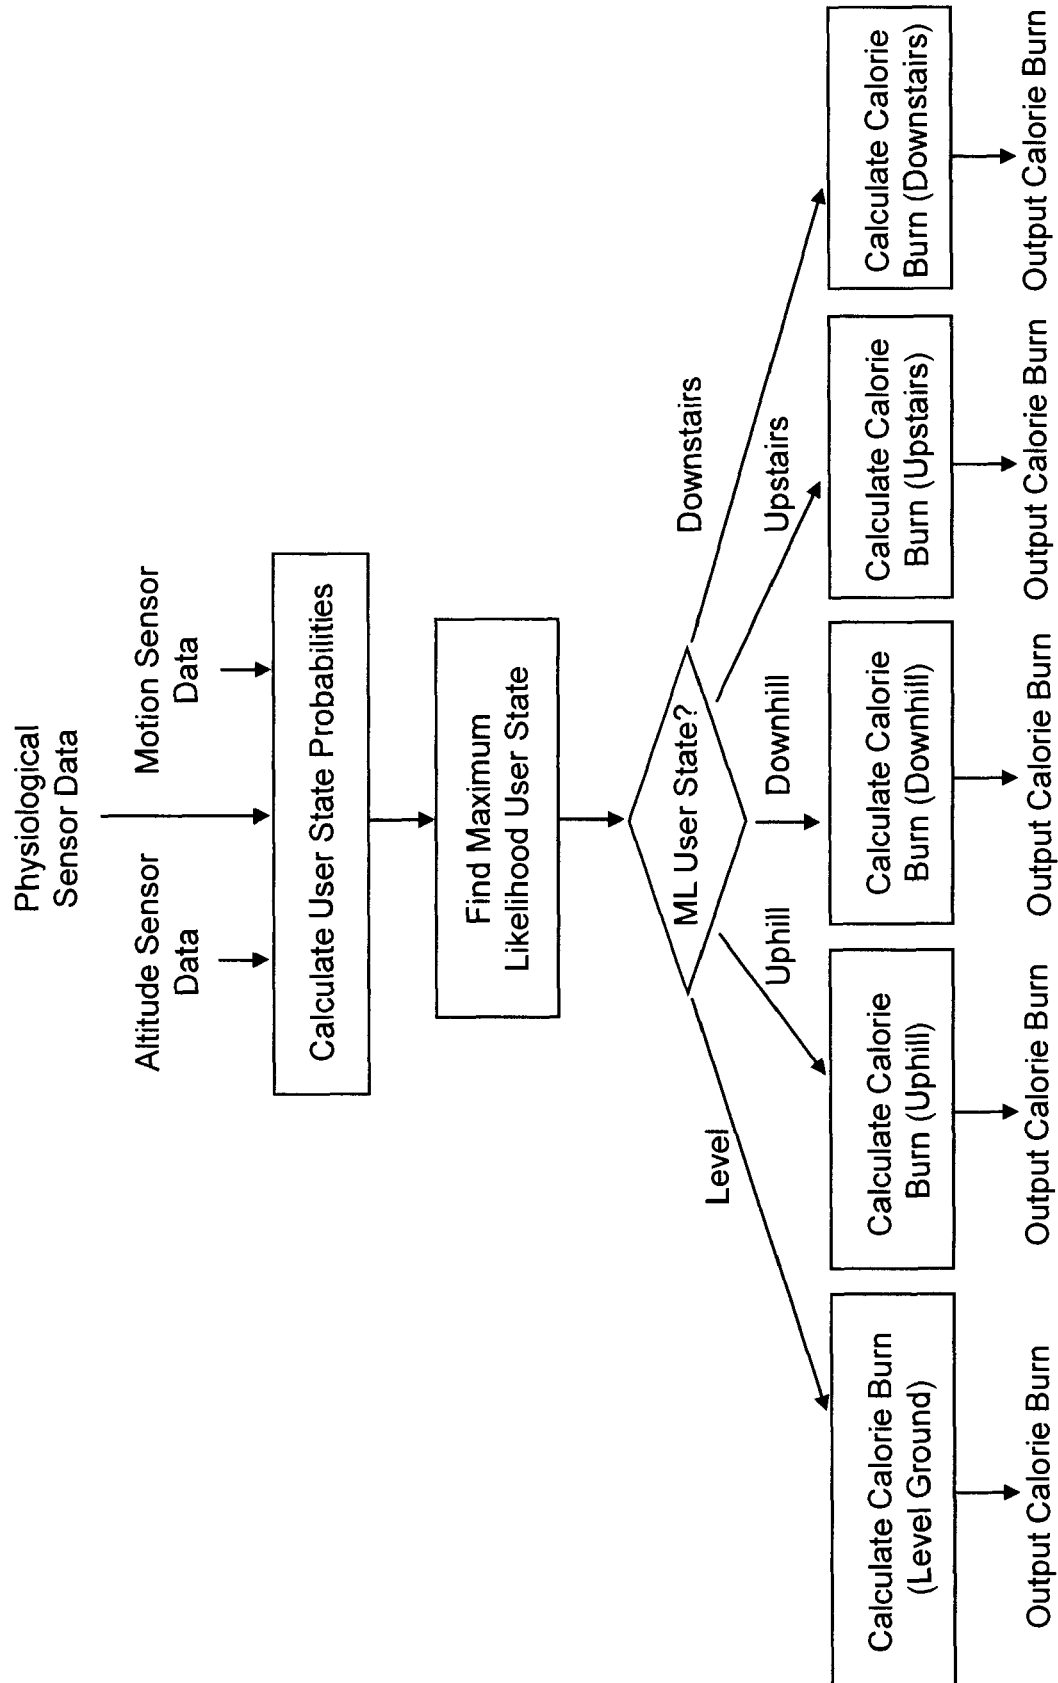 Physiological
Sensor Data
Altitude Sensor
Data
Motion Sensor
Data
Calculate User State Probabilities
Find Maximum
Likelihood User State
ML User State?
Level
Uphill
Downhill
Upstairs
Downstairs
Calculate Calorie Burn
(Level Ground)
Calculate Calorie
Burn (Uphill)
Calculate Calorie
Burn (Downhill)
Calculate Calorie
Burn (Upstairs)
Calculate Calorie
Burn (Downstairs)
Output Calorie Burn
Output Calorie Burn
Output Calorie Burn
Output Calorie Burn
Output Calorie Burn